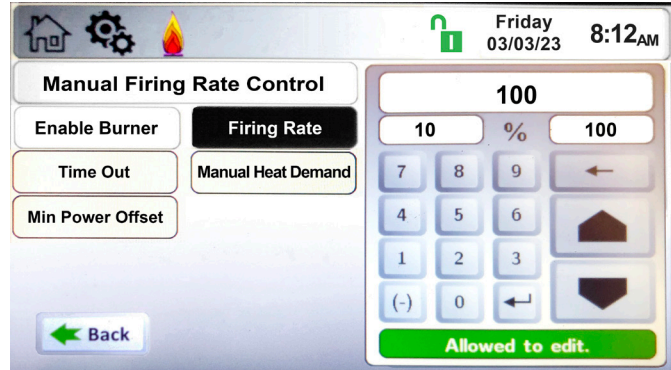 Friday
03/03/23
8:12AM
Manual Firing Rate Control
Enable Burner
Firing Rate
Time Out
Manual Heat Demand
Min Power Offset
Back
100
10 % 100
7 8 9 ←
4 5 6
1 2 3
(-) 0 ↵
Allowed to edit.